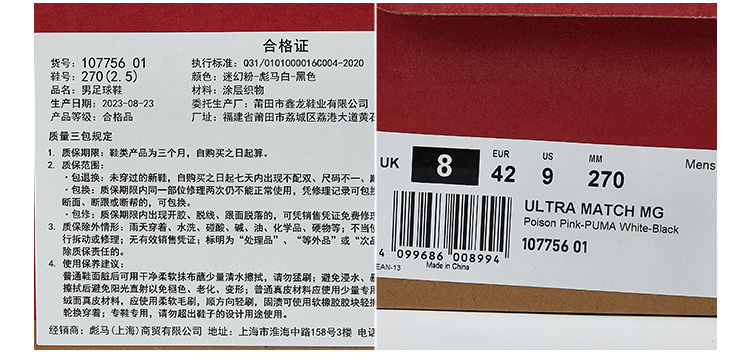 合格证
货号: 107756 01
执行标准: Q31/0101000016C004-2020
鞋号: 270(2.5)
颜色: 迷幻粉-彪马白-黑色
品名: 男足球鞋
材料: 涂层织物
生产日期: 2023-08-23
委托生产厂: 莆田市鑫龙鞋业有限公司
产品等级: 合格品
厂址: 福建省莆田市荔城区荔港大道黄石
质量三包规定
1. 质保期限: 鞋类产品为三个月, 自购买之日起算。
2. 质保范围:
· 包退换: 未穿过的新鞋, 自购买之日起七天内出现不配双、尺码不一、
· 包换: 质保期限内同一部位修理两次仍不能正常使用, 凭修理记录可包换
断面、断跟或断帮的, 可包换。
· 包修: 质保期限内出现开胶、脱线、跟面脱落的, 可凭销售凭证免费修理
3. 质保除外情形: 雨天穿着、水洗、碰酸、碱、油、化学品、硬物等; 不当使
行拆动或修理; 无有效销售凭证; 标明为“处理品”、“等外品”或“次品
除质保责任的。
4. 使用保养建议:
普通鞋面脏后可用干净柔软抹布蘸少量清水擦拭, 请勿猛刷; 避免浸水、暴
擦拭后避免阳光直射以免褪色、老化、变形; 普通真皮材料应使用少量专用
绒面真皮材料, 应使用柔软毛刷, 顺方向轻刷, 固渍可使软橡胶胶块轻擦
轮换穿着; 专鞋专用, 请勿超出鞋子的设计用途使用。
经销商: 彪马(上海)商贸有限公司 地址: 上海市淮海中路158号3楼 电话
UK 8 EUR 42 US 9 MM 270 Mens
ULTRA MATCH MG
Poison Pink-PUMA White-Black
107756 01
4 099686 008994
EAN-13 Made in China